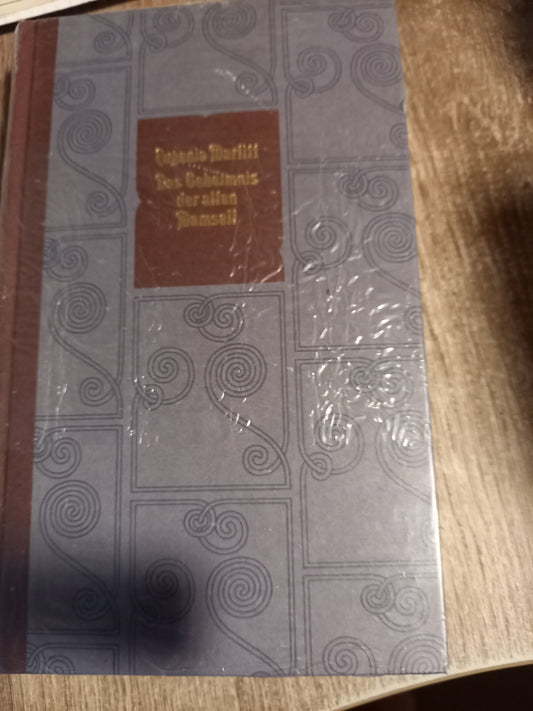 Eugenie Marlitt
Das Geheimnis
der alten
Mamsell